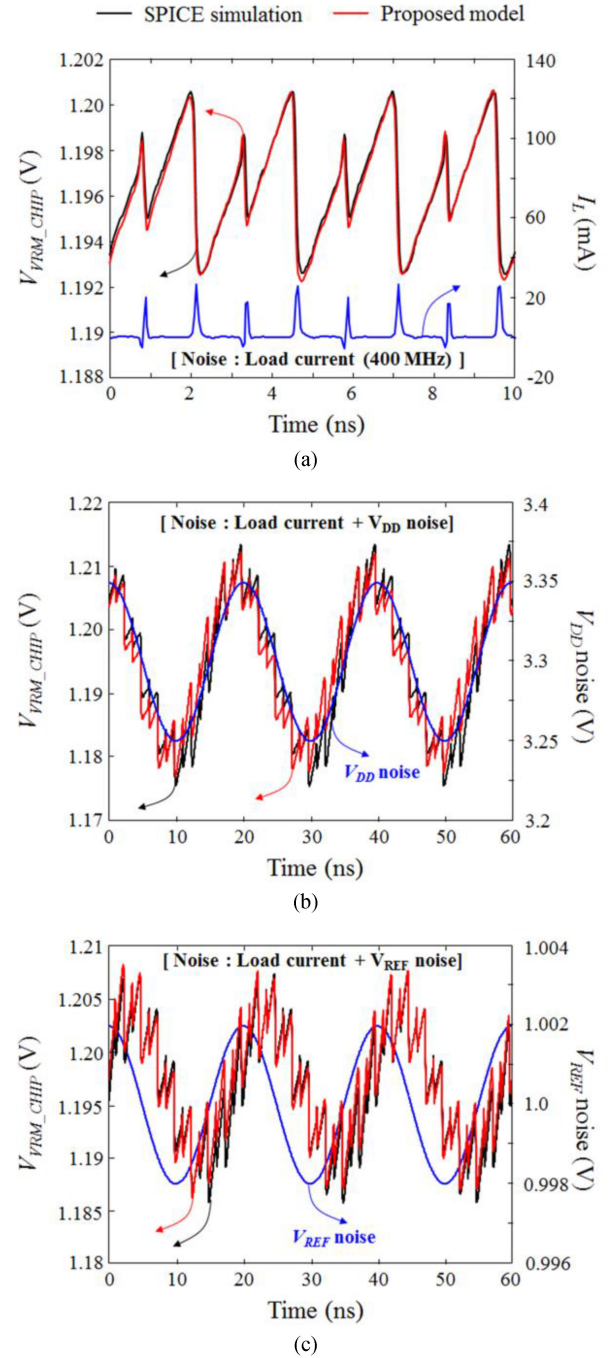 SPICE simulation Proposed model
1.202
1.20
1.198
1.196
1.194
1.192
1.19
1.188
V_VRM_CHIP (V)
140
100
60
20
-20
I_L (mA)
[ Noise : Load current (400 MHz) ]
0 2 4 6 8 10
Time (ns)
(a)
1.22
1.21
1.20
1.19
1.18
1.17
V_VRM_CHIP (V)
3.4
3.35
3.3
3.25
3.2
V_DD noise (V)
[ Noise : Load current + V_DD noise]
V_DD noise
0 10 20 30 40 50 60
Time (ns)
(b)
1.21
1.205
1.20
1.195
1.19
1.185
1.18
V_VRM_CHIP (V)
1.004
1.002
1.0
0.998
0.996
V_REF noise (V)
[ Noise : Load current + V_REF noise]
V_REF noise
0 10 20 30 40 50 60
Time (ns)
(c)